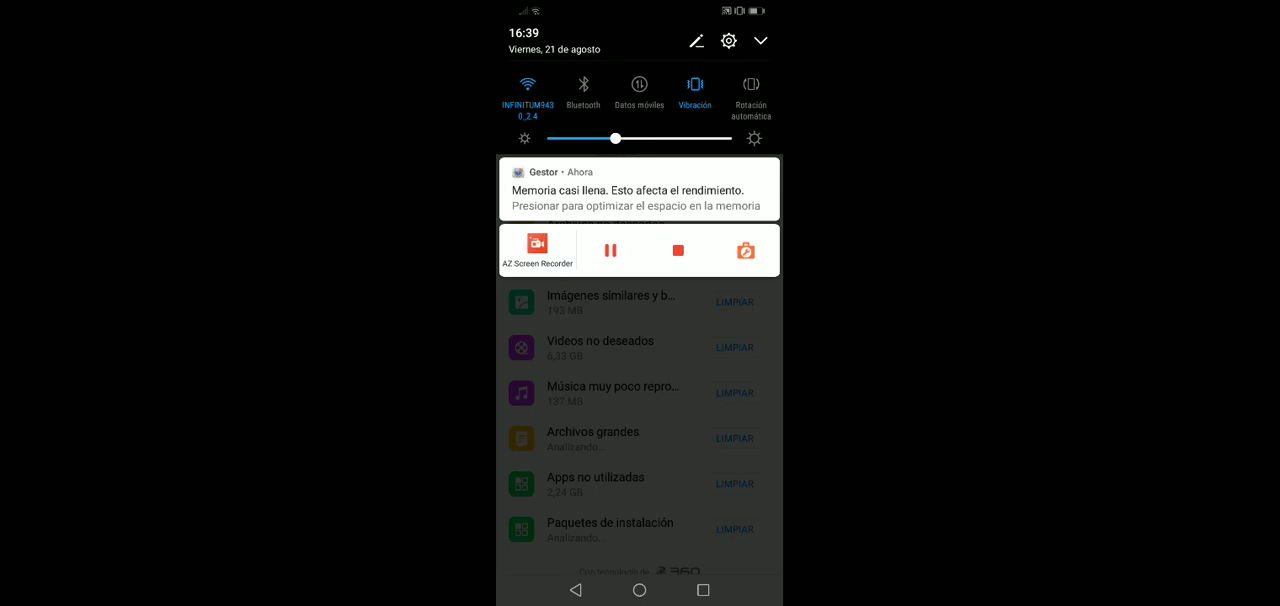 16:39
Viernes, 21 de agosto
INFINITUM943
0_2.4
Bluetooth
Datos móviles
Vibración
Rotación
automática
Gestor • Ahora
Memoria casi llena. Esto afecta el rendimiento.
Presionar para optimizar el espacio en la memoria
AZ Screen Recorder
Imágenes similares y b...
193 MB
LIMPIAR
Videos no deseados
6,33 GB
LIMPIAR
Música muy poco repro...
137 MB
LIMPIAR
Archivos grandes
Analizando...
LIMPIAR
Apps no utilizadas
2,24 GB
LIMPIAR
Paquetes de instalación
Analizando...
LIMPIAR
Con tecnología de 360